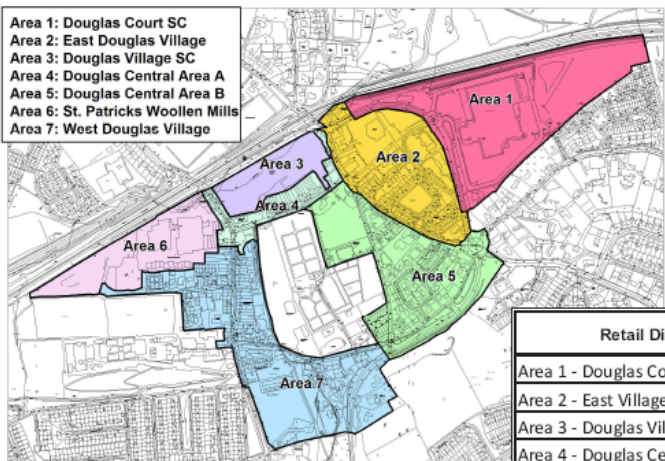 Area 1: Douglas Court SC
Area 2: East Douglas Village
Area 3: Douglas Village SC
Area 4: Douglas Central Area A
Area 5: Douglas Central Area B
Area 6: St. Patricks Woollen Mills
Area 7: West Douglas Village
Area 1
Area 2
Area 3
Area 4
Area 6
Area 5
Area 7
Retail Di
Area 1 - Douglas Co
Area 2 - East Village
Area 3 - Douglas Vil
Area 4 - Douglas Ce